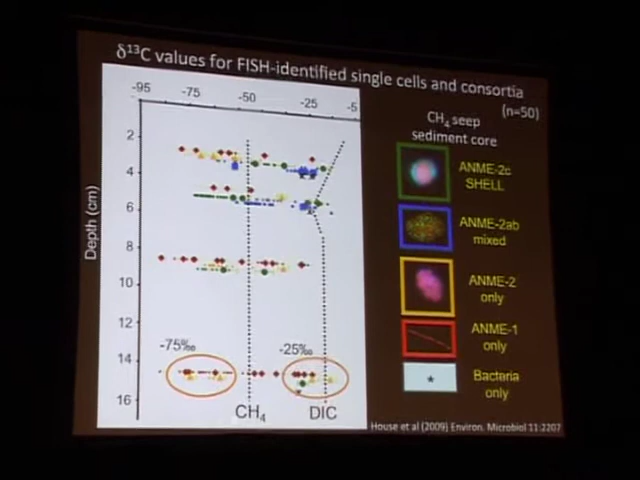 δ¹³C values for FISH-identified single cells and consortia
(n=50)
-95 -75 -50 -25 -5
Depth (cm)
2
4
6
8
10
12
14
16
-75‰ -25‰
CH₄ DIC
CH₄ seep
sediment core
ANME-2c
SHELL
ANME-2ab
mixed
ANME-2
only
ANME-1
only
*
Bacteria
only
House et al (2009) Environ. Microbiol 11:2207